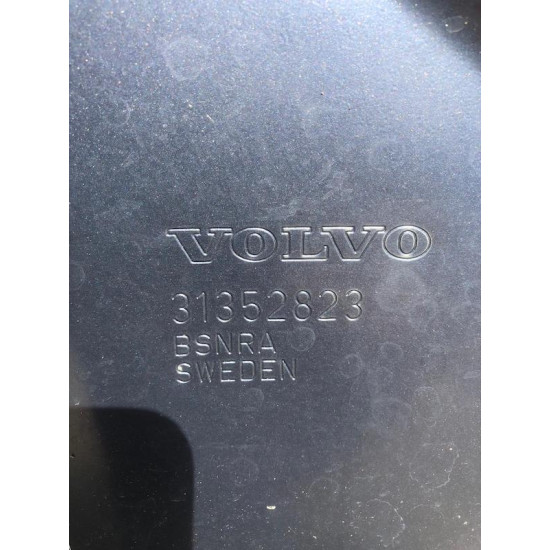 VOLVO
31352823
BSNRA
SWEDEN